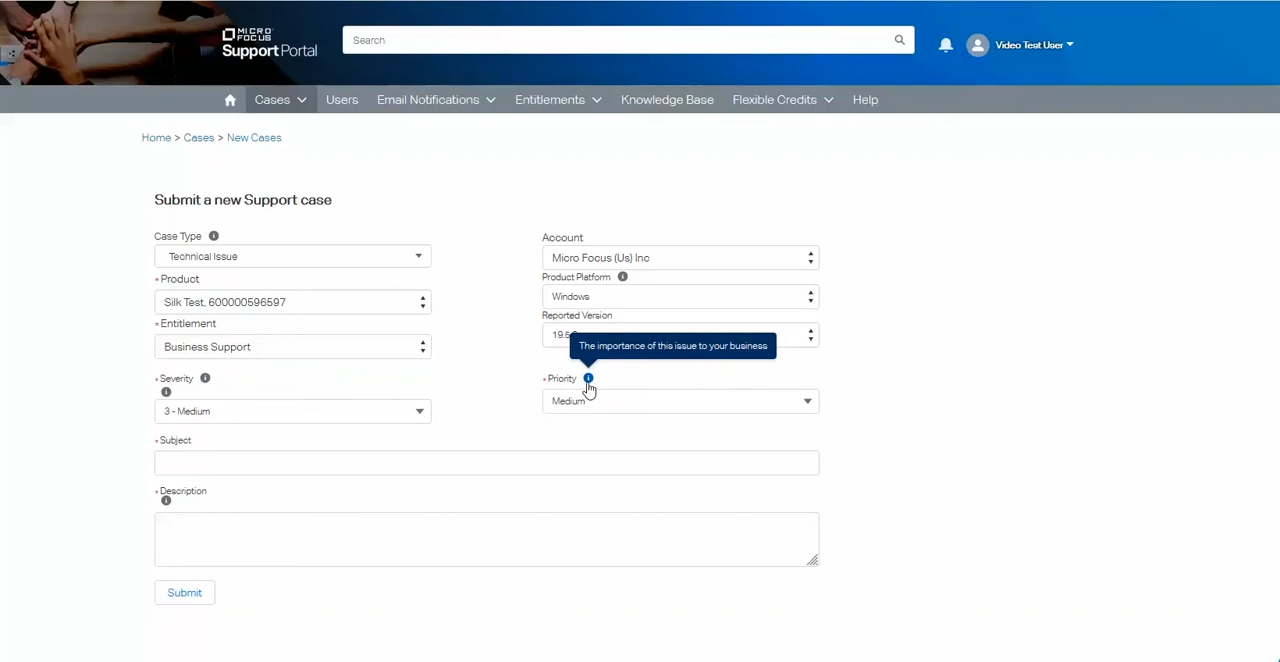 MICRO
FOCUS
Support Portal
Search
Video Test User
Cases
Users
Email Notifications
Entitlements
Knowledge Base
Flexible Credits
Help
Home > Cases > New Cases
Submit a new Support case
Case Type
Technical Issue
* Product
Silk Test, 600000596597
* Entitlement
Business Support
* Severity
3 - Medium
Account
Micro Focus (Us) Inc
Product Platform
Windows
Reported Version
The importance of this issue to your business
* Priority
Medium
* Subject
* Description
Submit